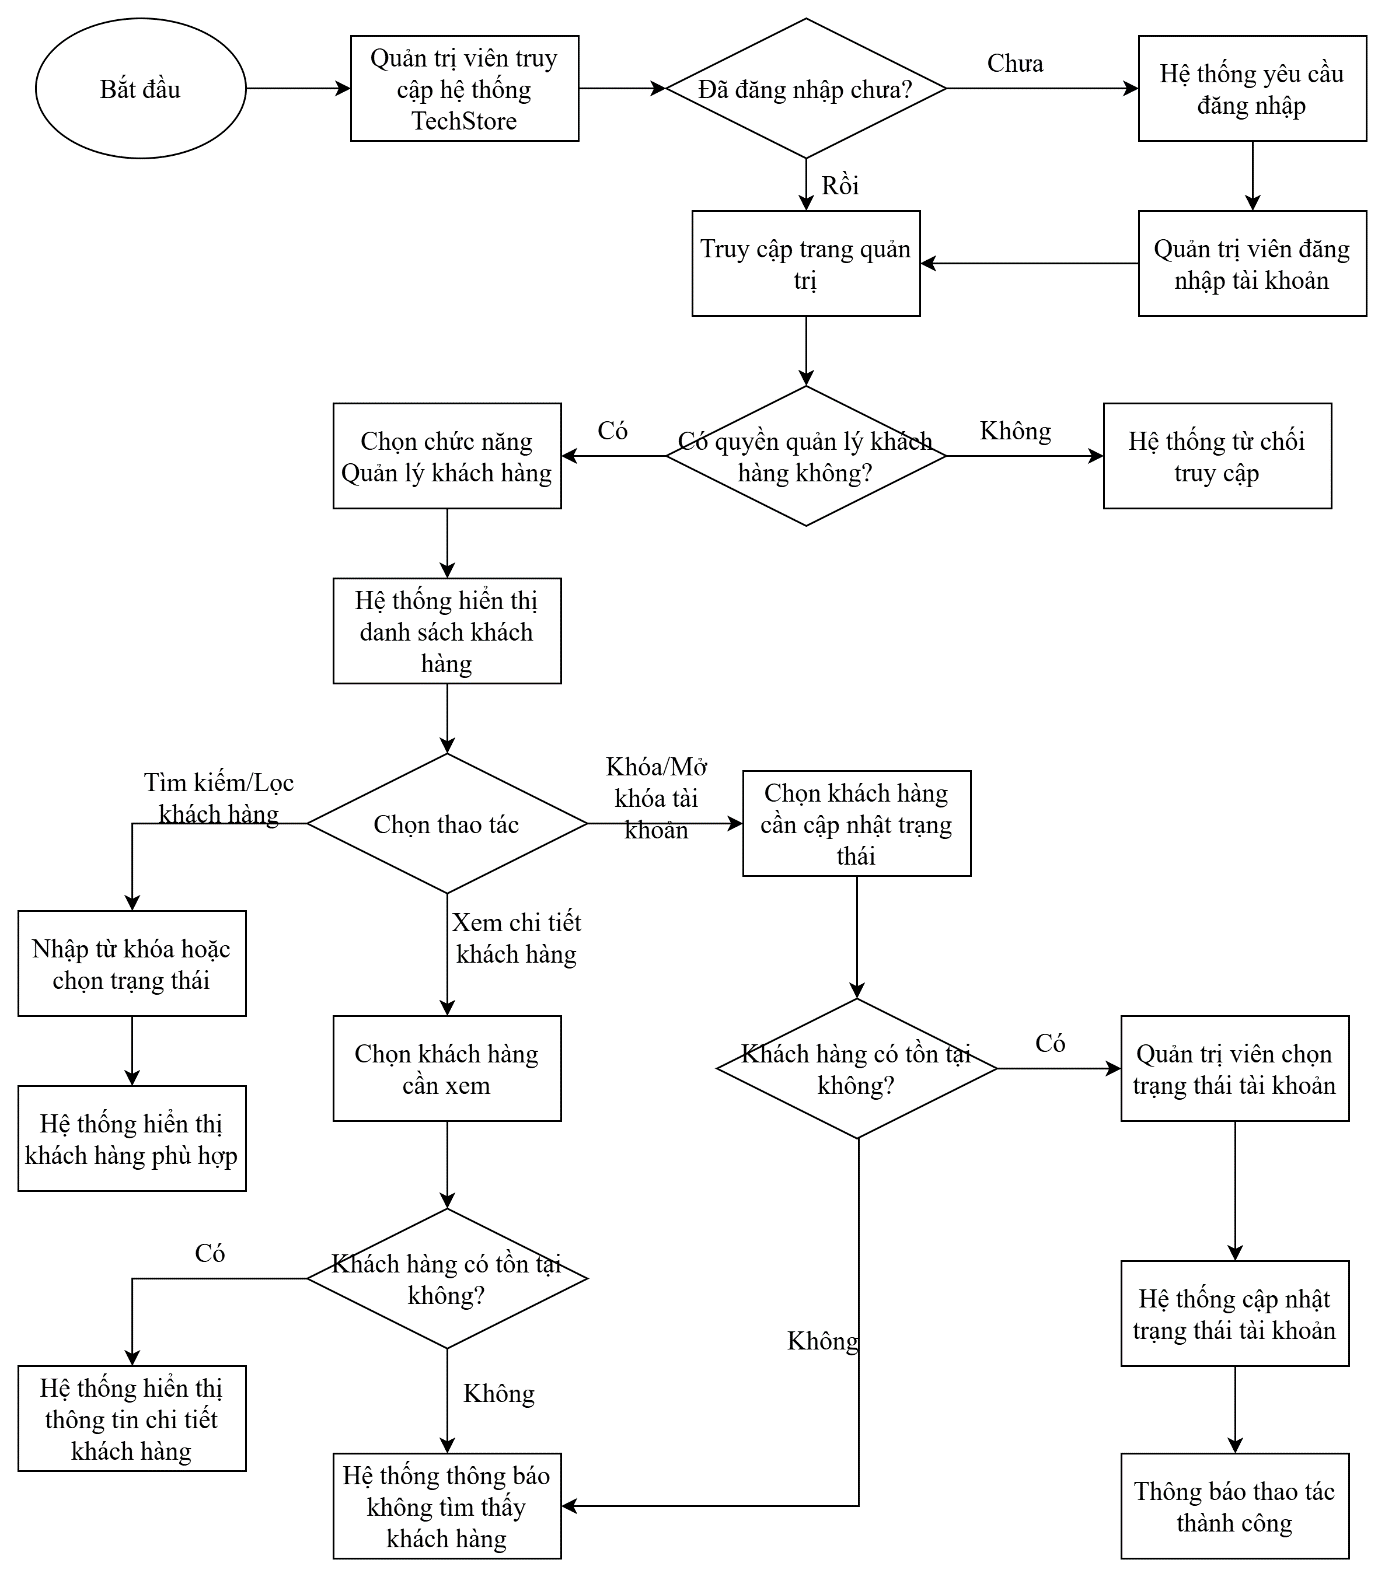 Bắt đầu
Quản trị viên truy
cập hệ thống
TechStore
Đã đăng nhập chưa?
Chưa
Hệ thống yêu cầu
đăng nhập
Rồi
Truy cập trang quản
trị
Quản trị viên đăng
nhập tài khoản
Chọn chức năng
Quản lý khách hàng
Có
Có quyền quản lý khách
hàng không?
Không
Hệ thống từ chối
truy cập
Hệ thống hiển thị
danh sách khách
hàng
Tìm kiếm/Lọc
khách hàng
Chọn thao tác
Khóa/Mở
khóa tài
khoản
Chọn khách hàng
cần cập nhật trạng
thái
Nhập từ khóa hoặc
chọn trạng thái
Xem chi tiết
khách hàng
Hệ thống hiển thị
khách hàng phù hợp
Chọn khách hàng
cần xem
Khách hàng có tồn tại
không?
Có
Quản trị viên chọn
trạng thái tài khoản
Có
Khách hàng có tồn tại
không?
Không
Hệ thống cập nhật
trạng thái tài khoản
Hệ thống hiển thị
thông tin chi tiết
khách hàng
Không
Hệ thống thông báo
không tìm thấy
khách hàng
Thông báo thao tác
thành công